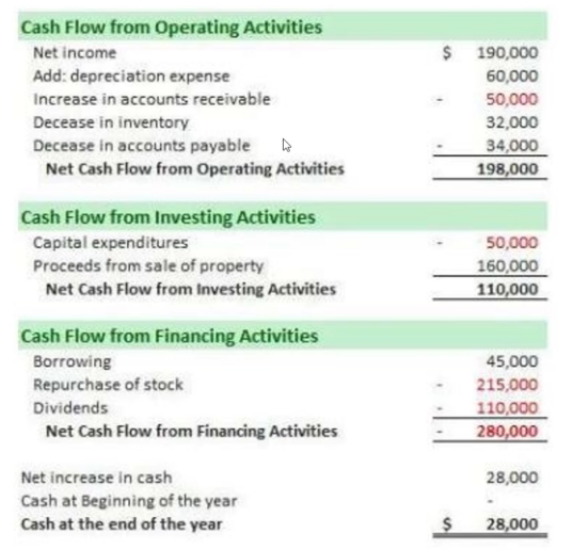 Cash Flow from Operating Activities
Net income $ 190,000
Add: depreciation expense 60,000
Increase in accounts receivable - 50,000
Decease in inventory 32,000
Decease in accounts payable - 34,000
Net Cash Flow from Operating Activities 198,000
Cash Flow from Investing Activities
Capital expenditures - 50,000
Proceeds from sale of property 160,000
Net Cash Flow from Investing Activities 110,000
Cash Flow from Financing Activities
Borrowing 45,000
Repurchase of stock - 215,000
Dividends - 110,000
Net Cash Flow from Financing Activities - 280,000
Net increase in cash 28,000
Cash at Beginning of the year -
Cash at the end of the year $ 28,000